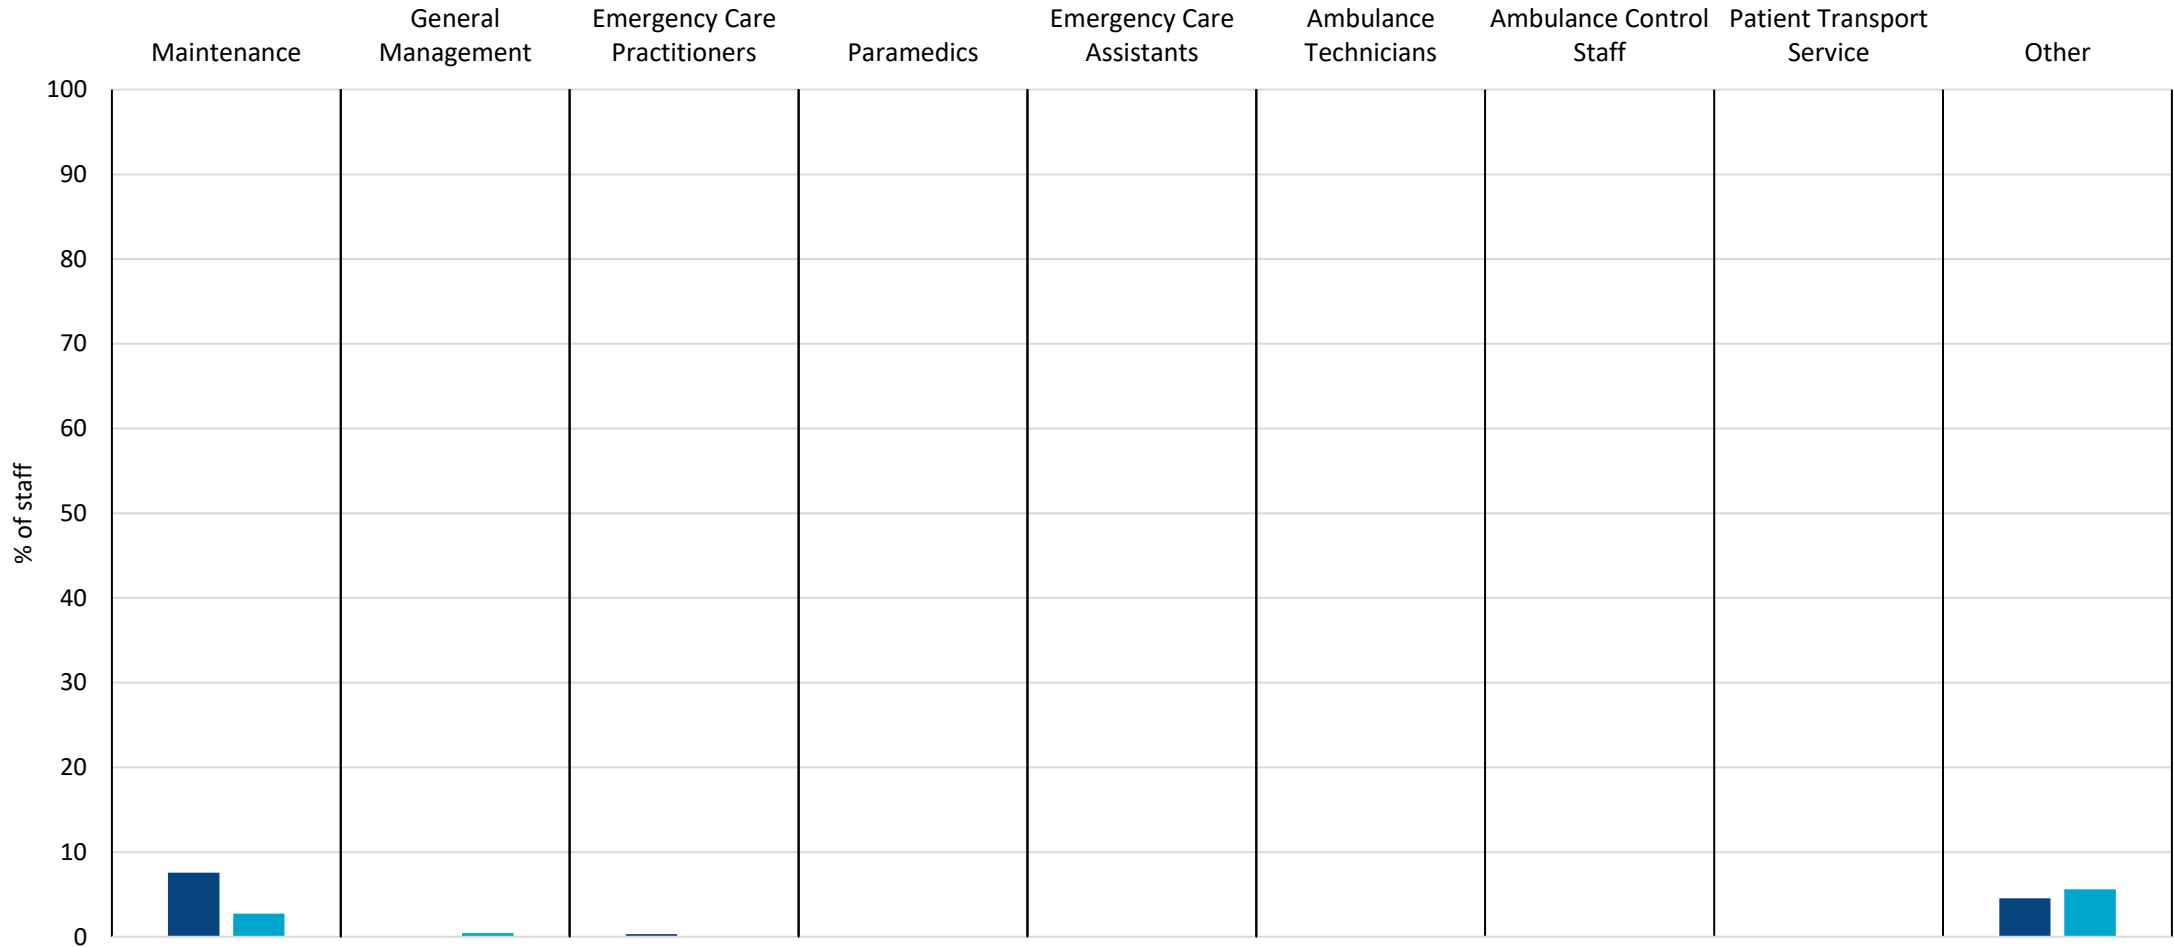 Maintenance
General
Management
Emergency Care
Practitioners
Paramedics
Emergency Care
Assistants
Ambulance
Technicians
Ambulance Control
Staff
Patient Transport
Service
Other
% of staff
100
90
80
70
60
50
40
30
20
10
0